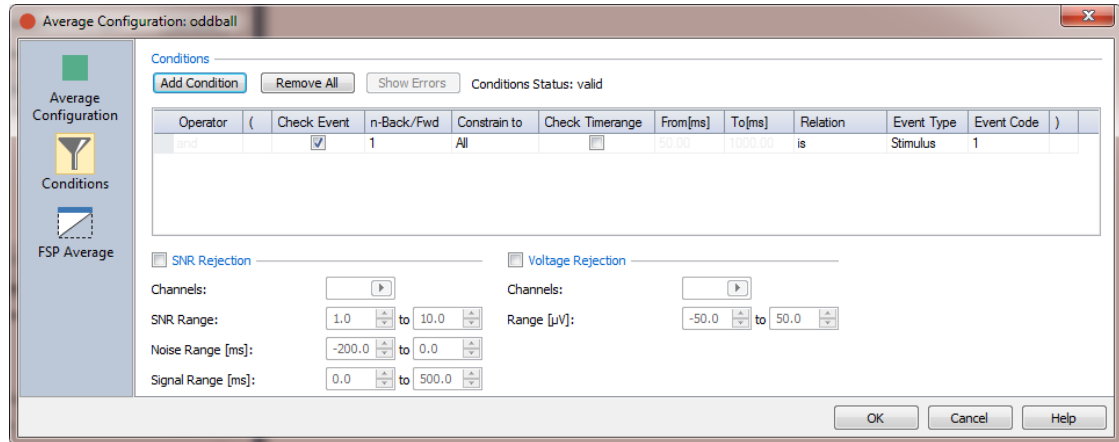 Average Configuration: oddball
Average Configuration
Conditions
FSP Average
Conditions
Add Condition Remove All Show Errors Conditions Status: valid
Operator ( Check Event n-Back/Fwd Constrain to Check Timerange From[ms] To[ms] Relation Event Type Event Code )
and 1 All 50.00 1000.00 is Stimulus 1
SNR Rejection Voltage Rejection
Channels: Channels:
SNR Range: 1.0 to 10.0 Range [µV]: -50.0 to 50.0
Noise Range [ms]: -200.0 to 0.0
Signal Range [ms]: 0.0 to 500.0
OK Cancel Help